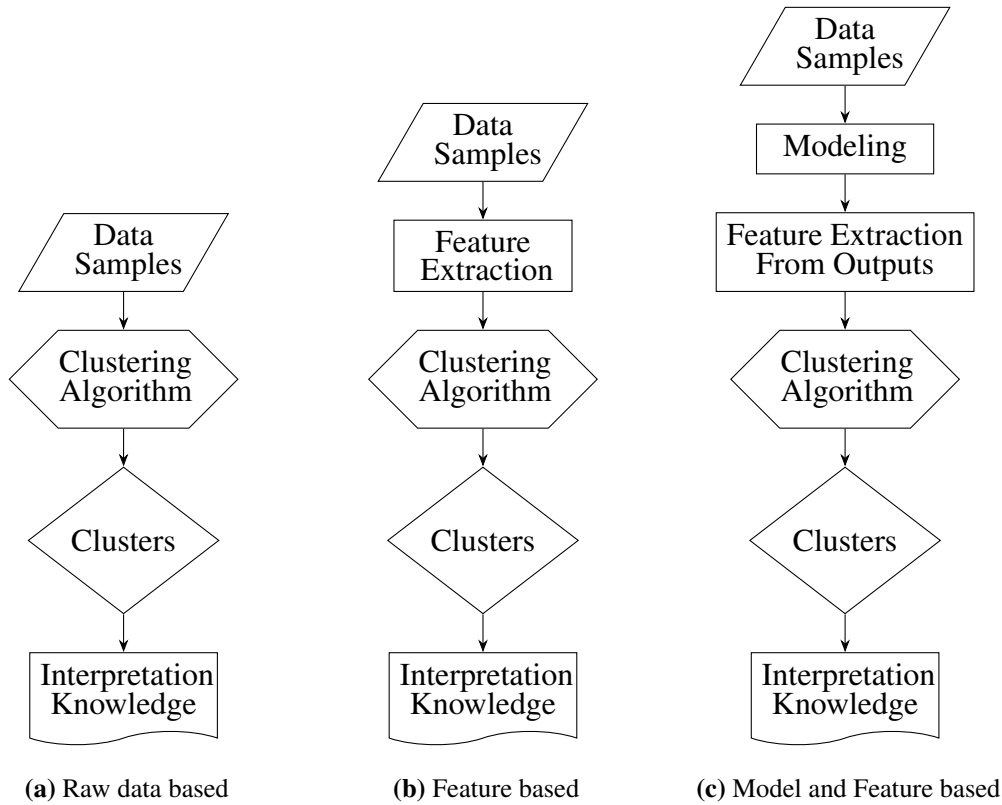 Data
Samples
Clustering
Algorithm
Clusters
Interpretation
Knowledge
(a) Raw data based
Data
Samples
Feature
Extraction
Clustering
Algorithm
Clusters
Interpretation
Knowledge
(b) Feature based
Data
Samples
Modeling
Feature Extraction
From Outputs
Clustering
Algorithm
Clusters
Interpretation
Knowledge
(c) Model and Feature based